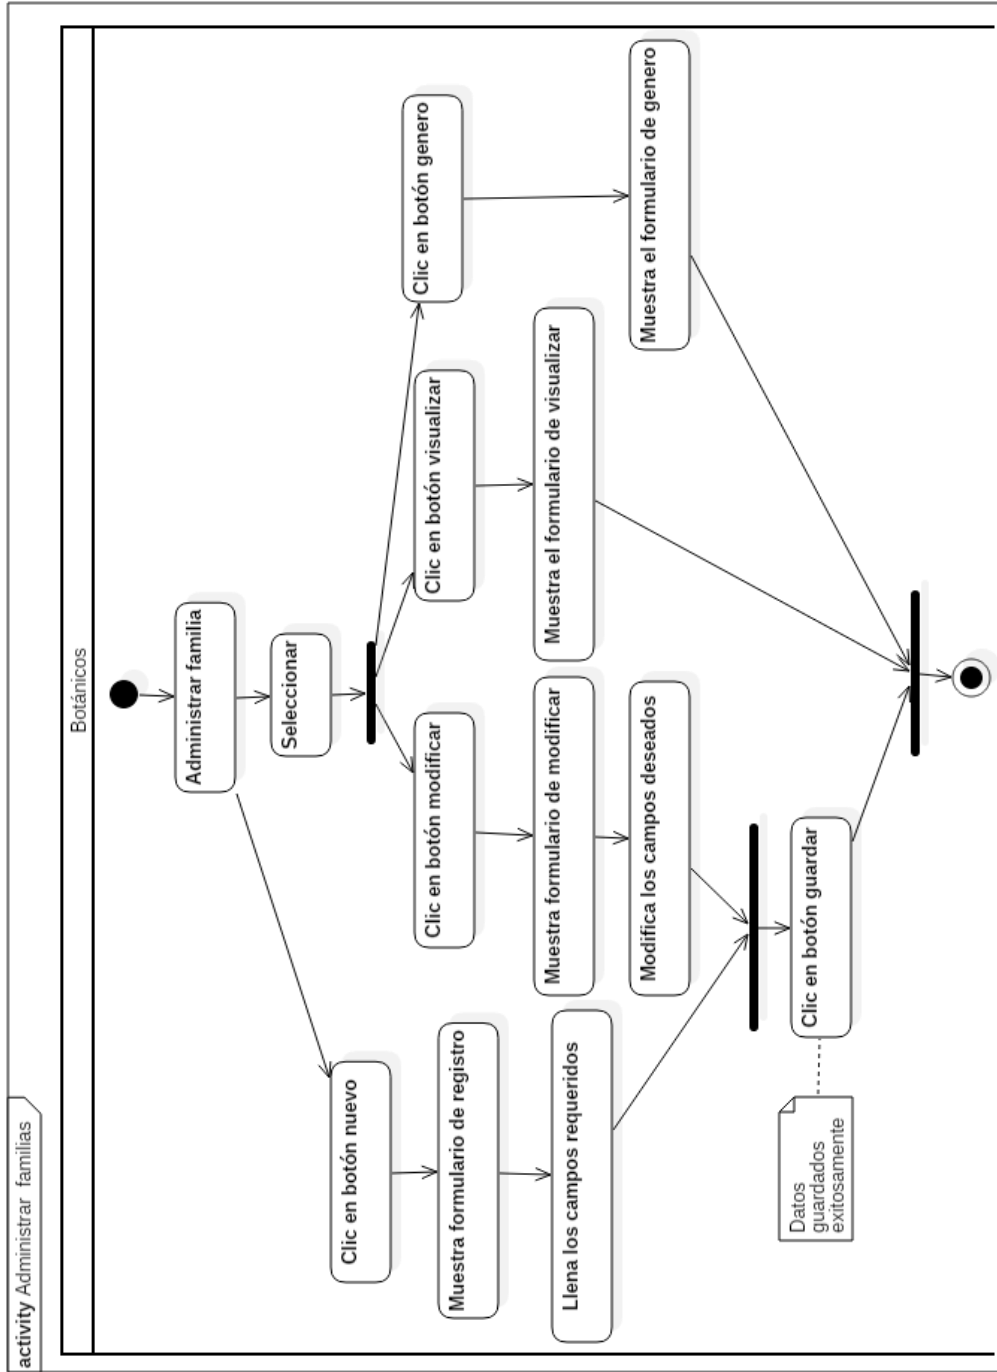 activity Administrar familias
Botánicos
Administrar familia
Seleccionar
Clic en botón nuevo
Clic en botón modificar
Clic en botón visualizar
Clic en botón genero
Muestra formulario de registro
Muestra formulario de modificar
Muestra el formulario de visualizar
Muestra el formulario de genero
Llena los campos requeridos
Modifica los campos deseados
Clic en botón guardar
Datos
guardados
exitosamente